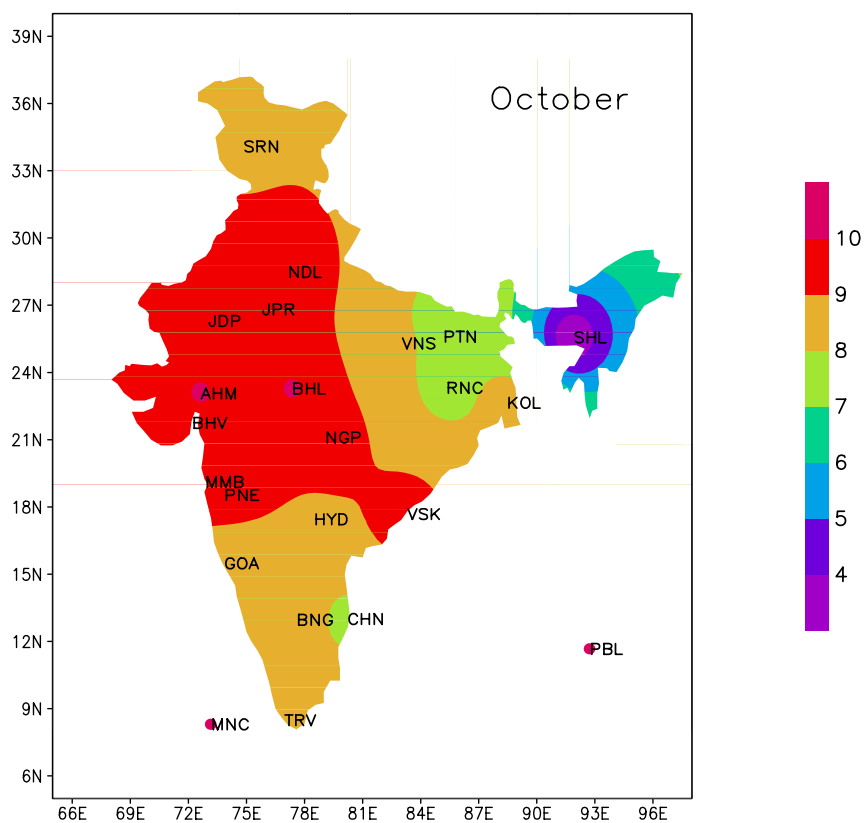 39N
36N
October
SRN
33N
30N
NDL
27N
JPR
JDP
VNS
PTN
SHL
24N
AHM
BHL
RNC
KOL
BHV
21N
NGP
MMB
PNE
18N
HYD
VSK
GOA
15N
BNG
CHN
12N
PBL
9N
MNC
TRV
6N
66E 69E 72E 75E 78E 81E 84E 87E 90E 93E 96E
10
9
8
7
6
5
4